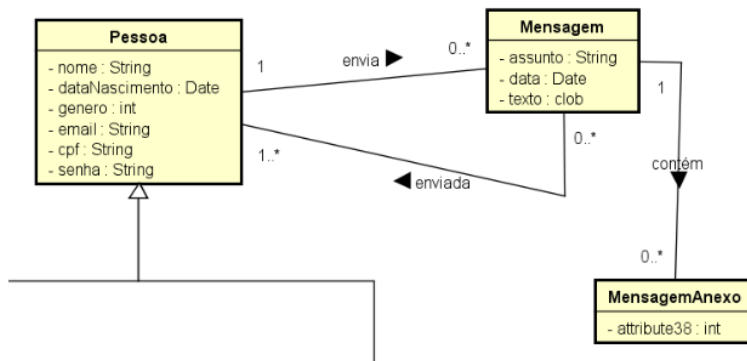 Pessoa
- nome : String
- dataNascimento : Date
- genero : int
- email : String
- cpf : String
- senha : String
1
envia
0..*
Mensagem
- assunto : String
- data : Date
- texto : clob
1
0..*
1..*
enviada
contém
0..*
MensagemAnexo
- attribute38 : int